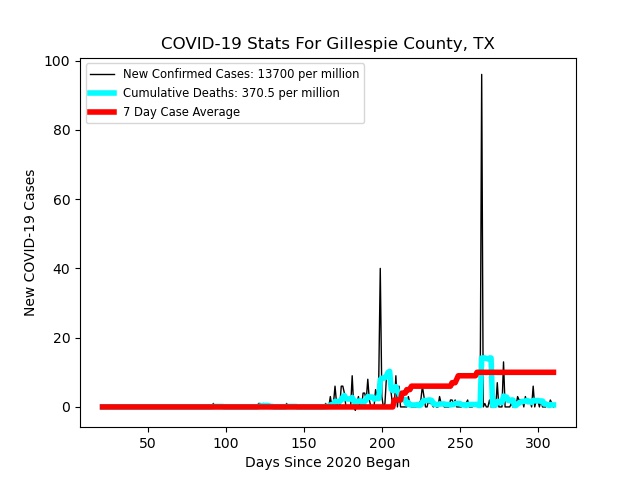 COVID-19 Stats For Gillespie County, TX
New Confirmed Cases: 13700 per million
Cumulative Deaths: 370.5 per million
7 Day Case Average
New COVID-19 Cases
100
80
60
40
20
0
50 100 150 200 250 300
Days Since 2020 Began